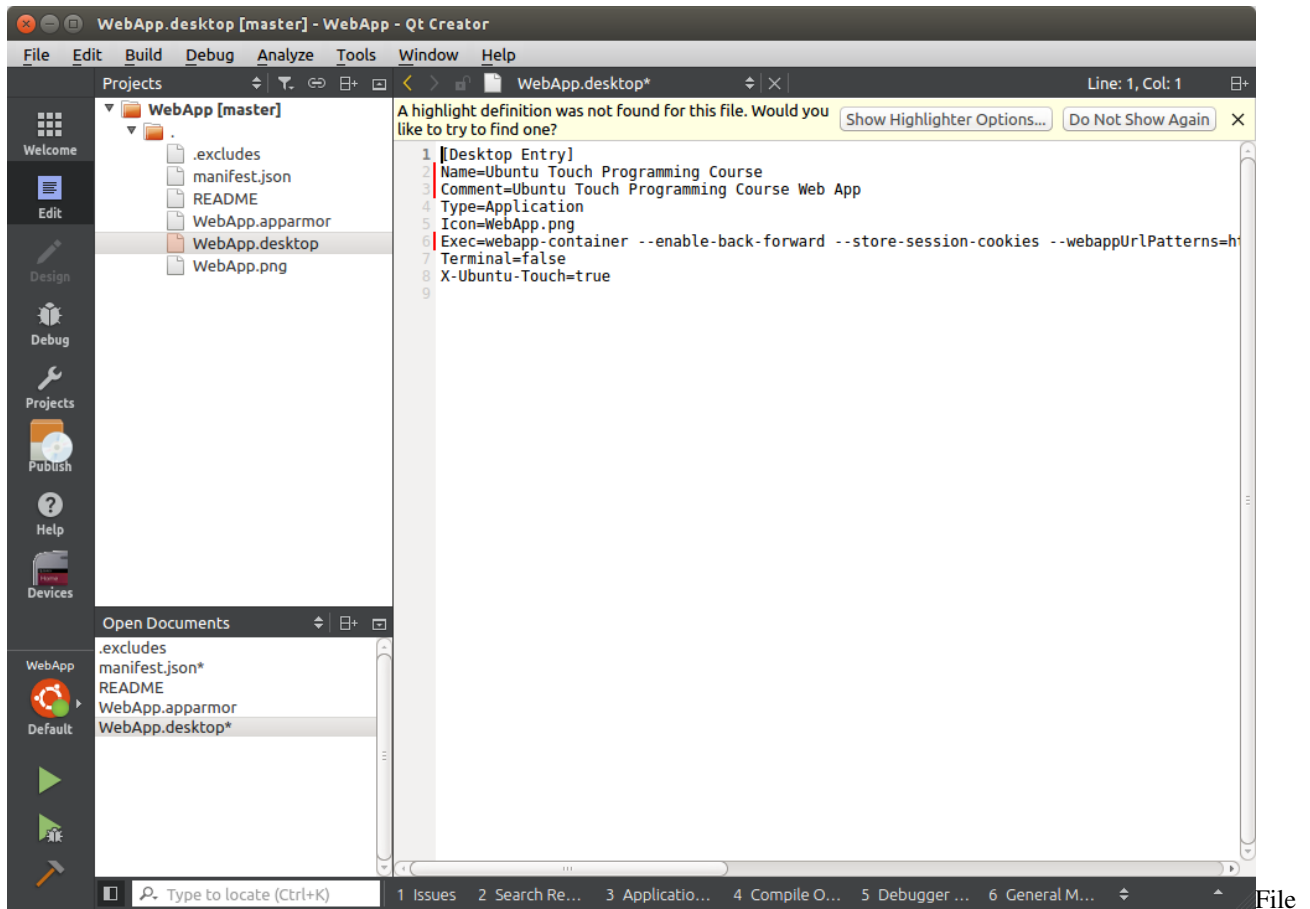 WebApp.desktop [master] - WebApp - Qt Creator
File Edit Build Debug Analyze Tools Window Help
Projects
WebApp.desktop*
Line: 1, Col: 1
Welcome
Edit
Design
Debug
Projects
Publish
Help
Devices
WebApp
Default
WebApp [master]
.
.excludes
manifest.json
README
WebApp.apparmor
WebApp.desktop
WebApp.png
A highlight definition was not found for this file. Would you
like to try to find one?
Show Highlighter Options...
Do Not Show Again
1 [Desktop Entry]
2 Name=Ubuntu Touch Programming Course
3 Comment=Ubuntu Touch Programming Course Web App
4 Type=Application
5 Icon=WebApp.png
6 Exec=webapp-container --enable-back-forward --store-session-cookies --webappUrlPatterns=ht
7 Terminal=false
8 X-Ubuntu-Touch=true
9
Open Documents
.excludes
manifest.json*
README
WebApp.apparmor
WebApp.desktop*
Type to locate (Ctrl+K)
1 Issues 2 Search Re... 3 Applicatio... 4 Compile O... 5 Debugger ... 6 General M...
File